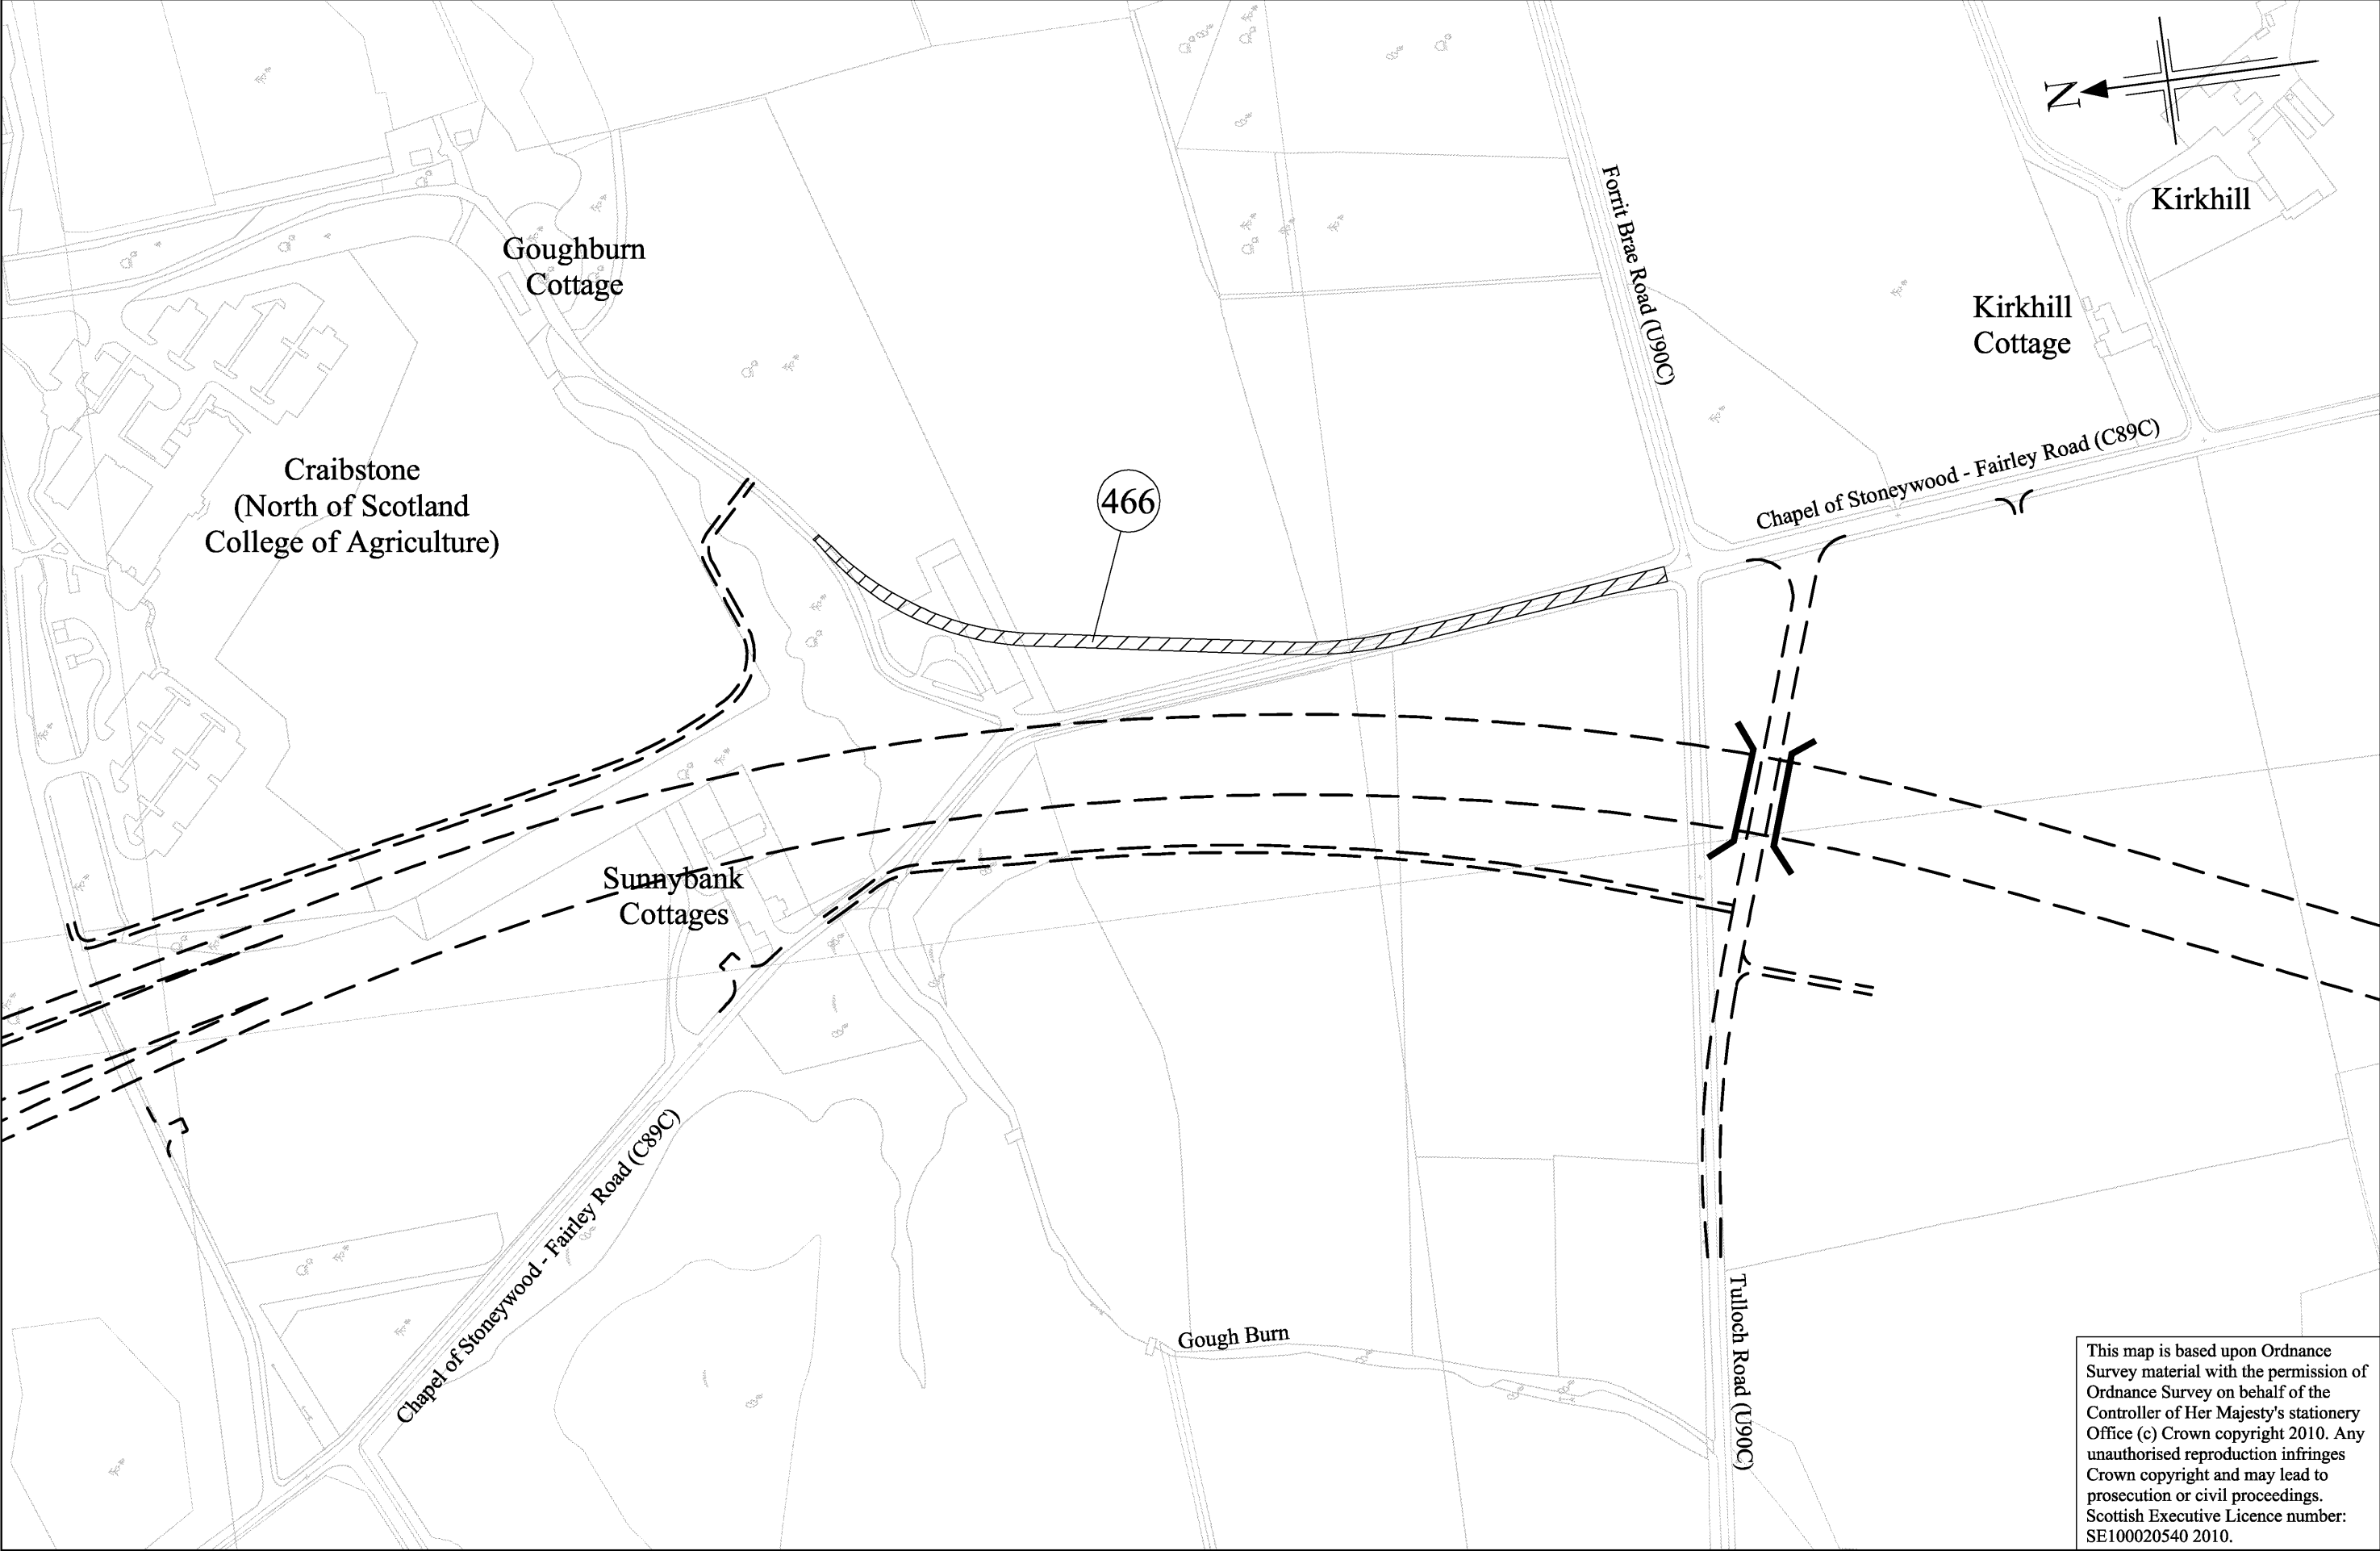 N
Kirkhill
Forrit Brae Road (U90C)
Goughburn
Cottage
Kirkhill
Cottage
Craibstone
(North of Scotland
College of Agriculture)
466
Chapel of Stoneywood - Fairley Road (C89C)
Sunnybank
Cottages
Chapel of Stoneywood - Fairley Road (C89C)
Gough Burn
Tulloch Road (U90C)
This map is based upon Ordnance
Survey material with the permission of
Ordnance Survey on behalf of the
Controller of Her Majesty's stationery
Office (c) Crown copyright 2010. Any
unauthorised reproduction infringes
Crown copyright and may lead to
prosecution or civil proceedings.
Scottish Executive Licence number:
SE100020540 2010.